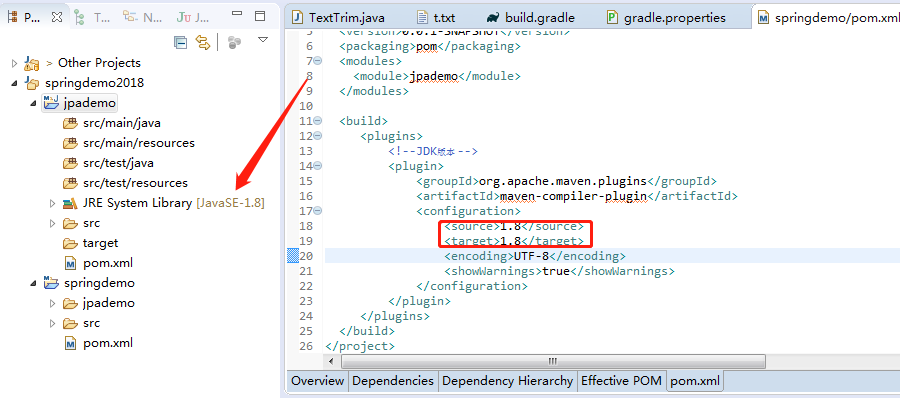 P...
T...
N...
J...
> Other Projects
springdemo2018
jpademo
src/main/java
src/main/resources
src/test/java
src/test/resources
JRE System Library [JavaSE-1.8]
src
target
pom.xml
springdemo
jpademo
src
pom.xml
TextTrim.java
t.txt
build.gradle
gradle.properties
springdemo/pom.xml
5 <version>0.0.1-SNAPSHOT</version>
6 <packaging>pom</packaging>
7 <modules>
8 <module>jpademo</module>
9 </modules>
10
11 <build>
12 <plugins>
13 <!--JDK版本-->
14 <plugin>
15 <groupId>org.apache.maven.plugins</groupId>
16 <artifactId>maven-compiler-plugin</artifactId>
17 <configuration>
18 <source>1.8</source>
19 <target>1.8</target>
20 <encoding>UTF-8</encoding>
21 <showWarnings>true</showWarnings>
22 </configuration>
23 </plugin>
24 </plugins>
25 </build>
26 </project>
Overview
Dependencies
Dependency Hierarchy
Effective POM
pom.xml